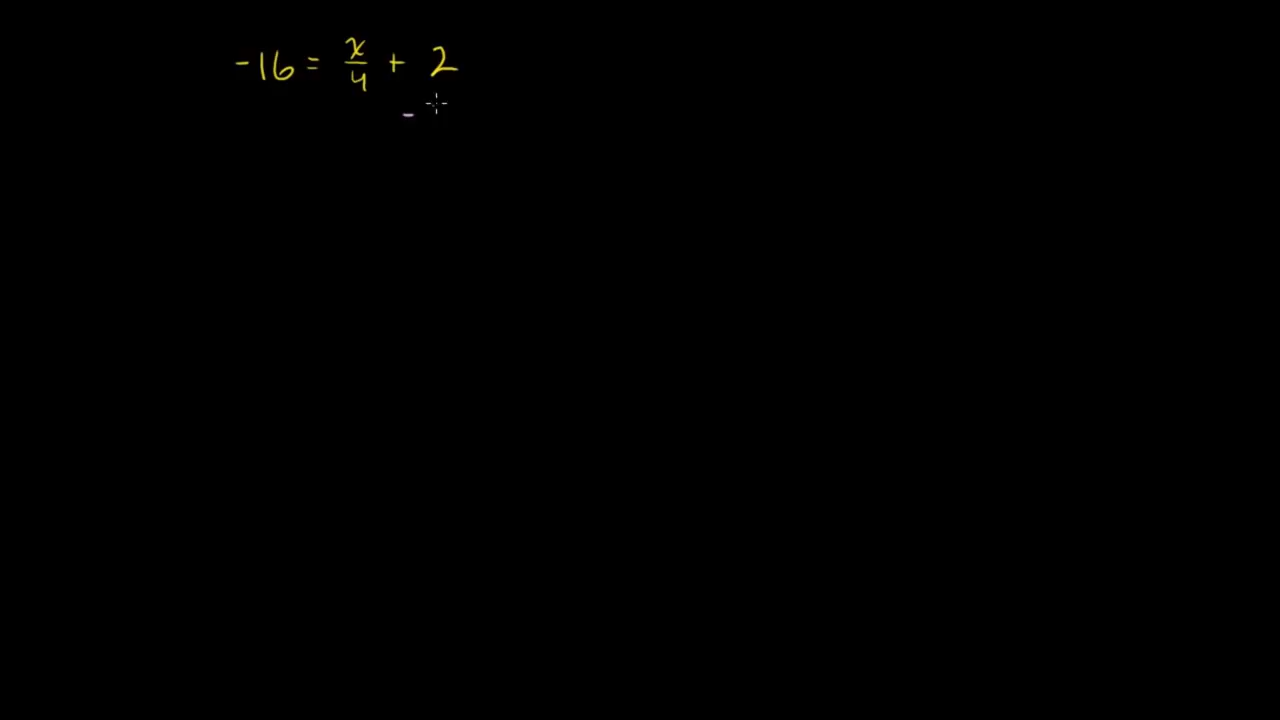 -16 = x/4 + 2
-